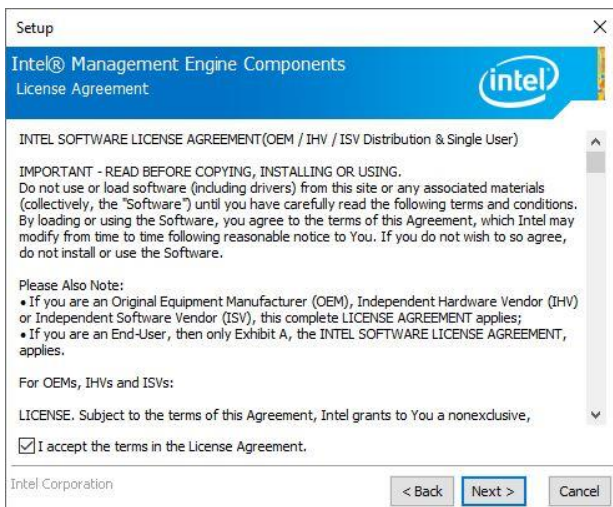 Setup
Intel® Management Engine Components
License Agreement
intel
INTEL SOFTWARE LICENSE AGREEMENT(OEM / IHV / ISV Distribution & Single User)
IMPORTANT - READ BEFORE COPYING, INSTALLING OR USING.
Do not use or load software (including drivers) from this site or any associated materials
(collectively, the "Software") until you have carefully read the following terms and conditions.
By loading or using the Software, you agree to the terms of this Agreement, which Intel may
modify from time to time following reasonable notice to You. If you do not wish to so agree,
do not install or use the Software.
Please Also Note:
• If you are an Original Equipment Manufacturer (OEM), Independent Hardware Vendor (IHV)
or Independent Software Vendor (ISV), this complete LICENSE AGREEMENT applies;
• If you are an End-User, then only Exhibit A, the INTEL SOFTWARE LICENSE AGREEMENT,
applies.
For OEMs, IHVs and ISVs:
LICENSE. Subject to the terms of this Agreement, Intel grants to You a nonexclusive,
I accept the terms in the License Agreement.
Intel Corporation
< Back Next > Cancel